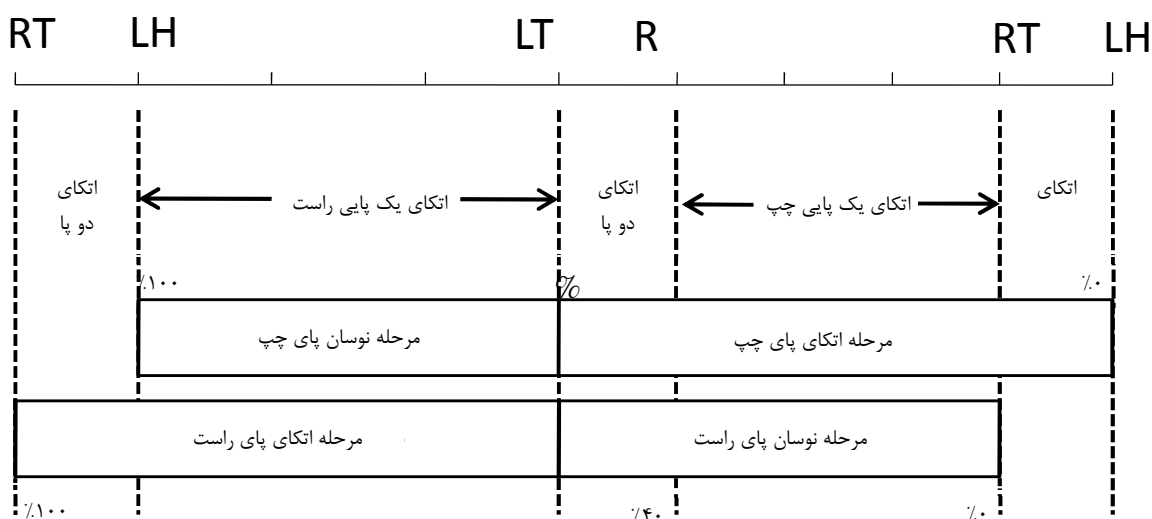 RT LH LT R RT LH
اتکای
اتکای یک پایی چپ
اتکای
دو پا
اتکای یک پایی راست
اتکای
دو پا
٪۰
%
٪۱۰۰
مرحله اتکای پای چپ
مرحله نوسان پای چپ
مرحله نوسان پای راست
مرحله اتکای پای راست
٪۰
٪۴۰
٪۱۰۰